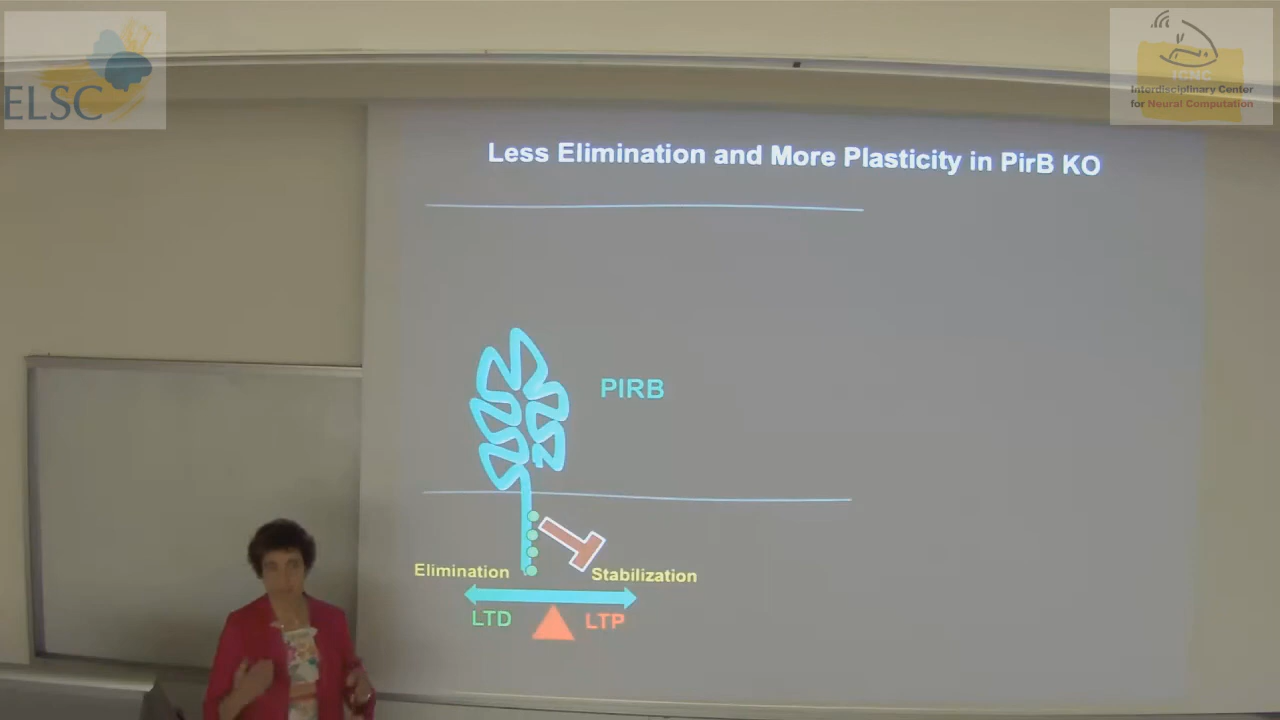 ELSC
ICNC
Interdisciplinary Center
for Neural Computation
Less Elimination and More Plasticity in PirB KO
PIRB
Elimination
Stabilization
LTD
LTP